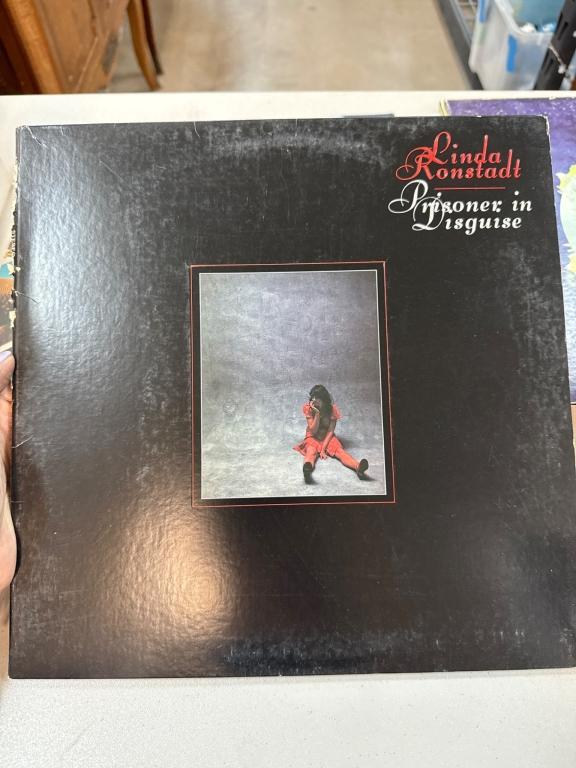 Linda
Ronstadt
Prisoner in
Disguise